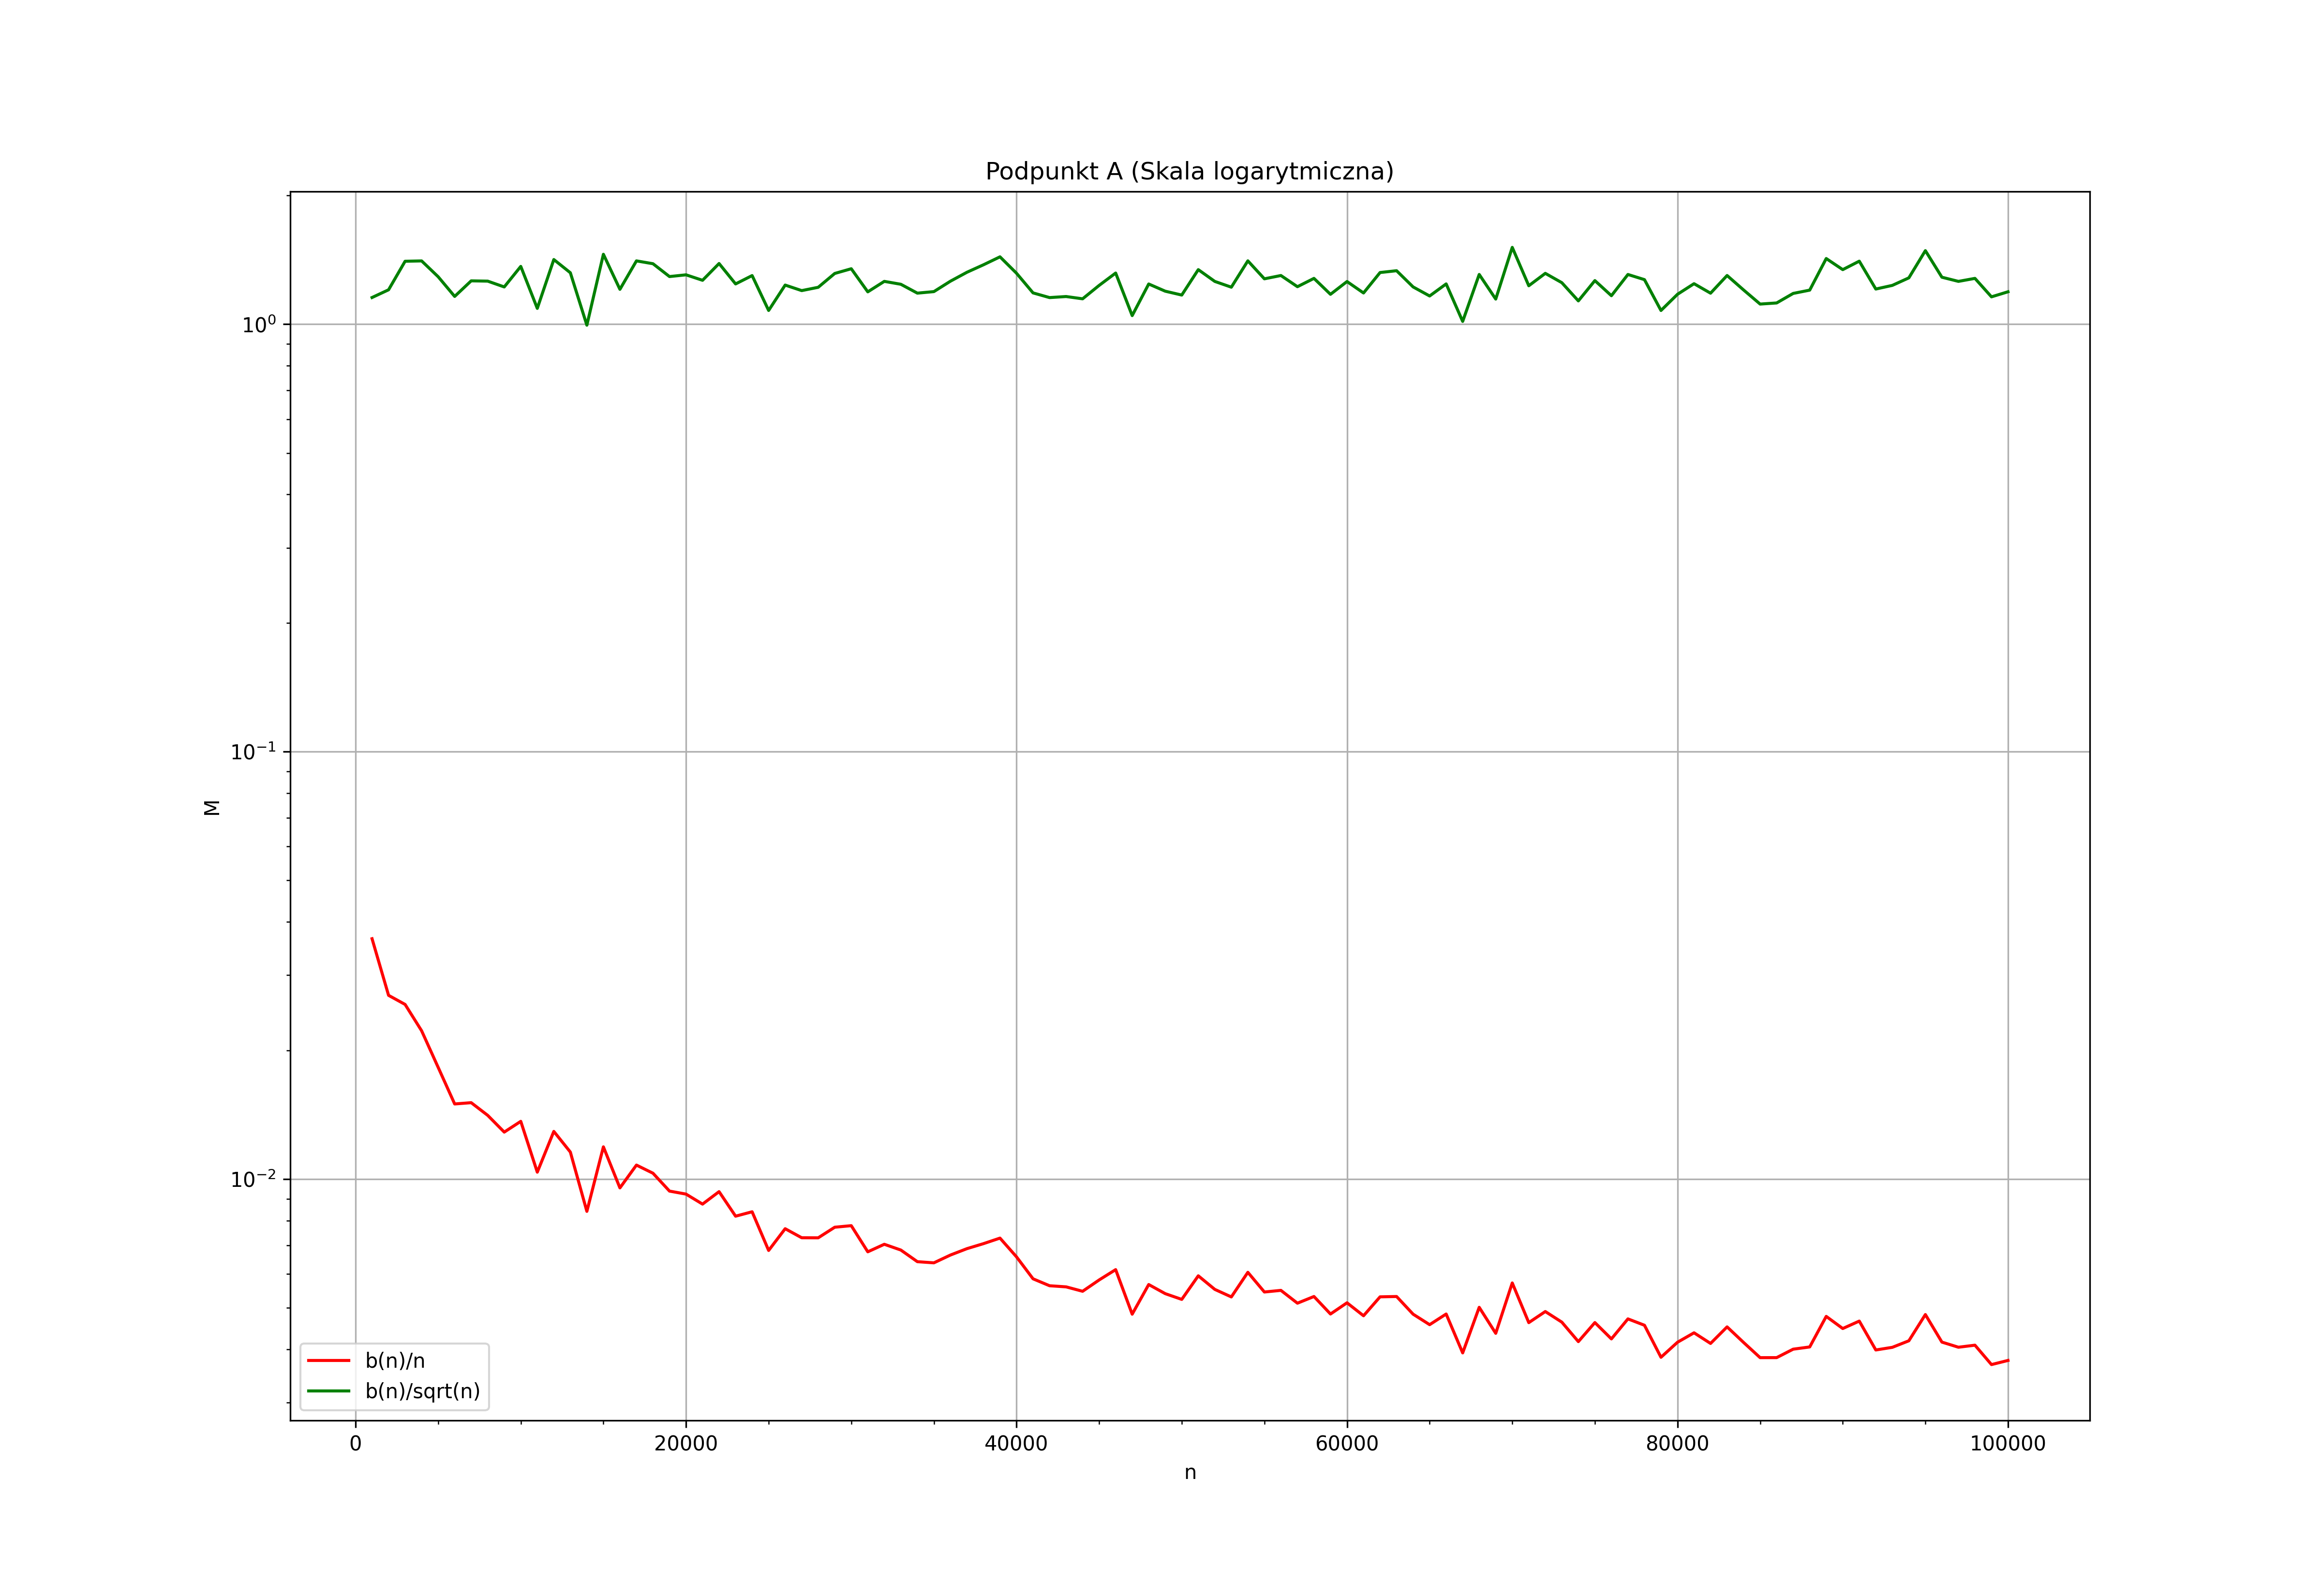 Podpunkt A (Skala logarytmiczna)
10⁰
10⁻¹
M
10⁻²
b(n)/n
b(n)/sqrt(n)
0 20000 40000 60000 80000 100000
n